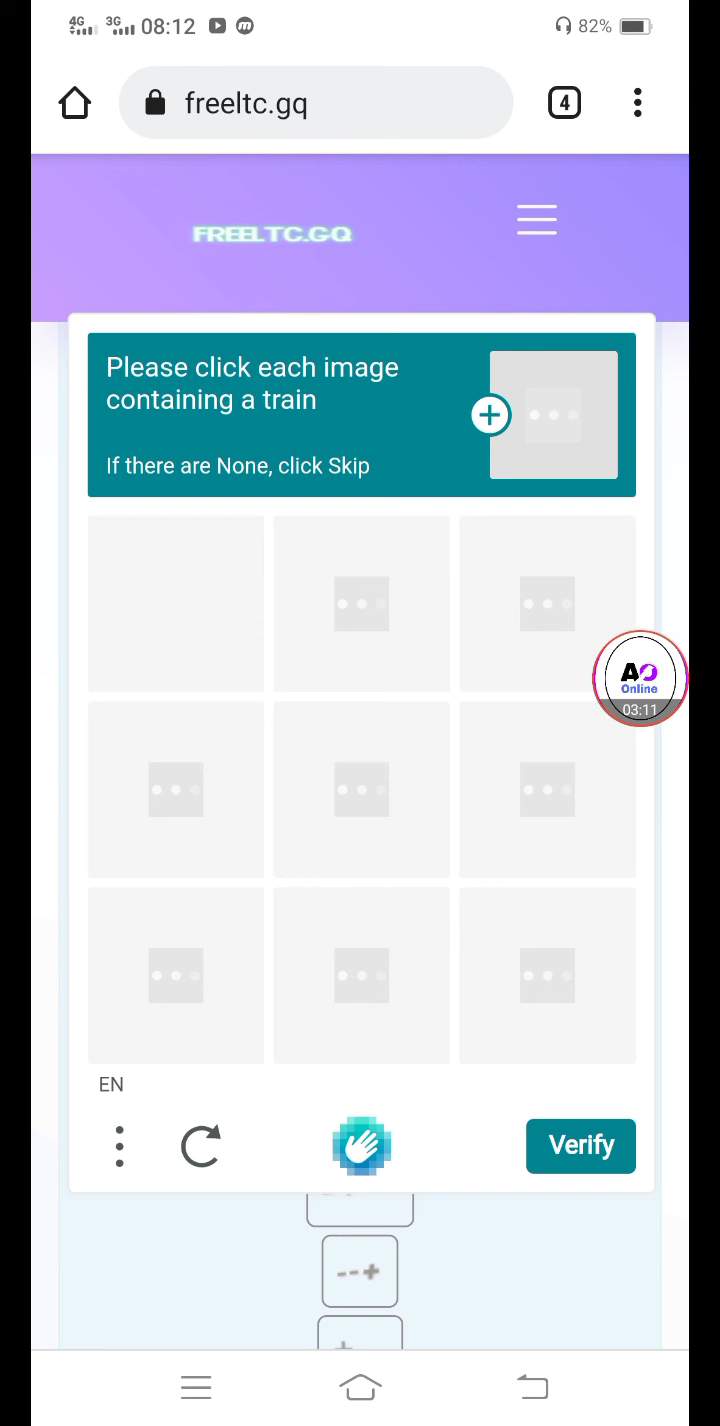 4G 3G 08:12 82%
freeltc.gq 4
FREELTC.GQ
Please click each image
containing a train
If there are None, click Skip
AO
Online
03:11
EN
Verify
--+